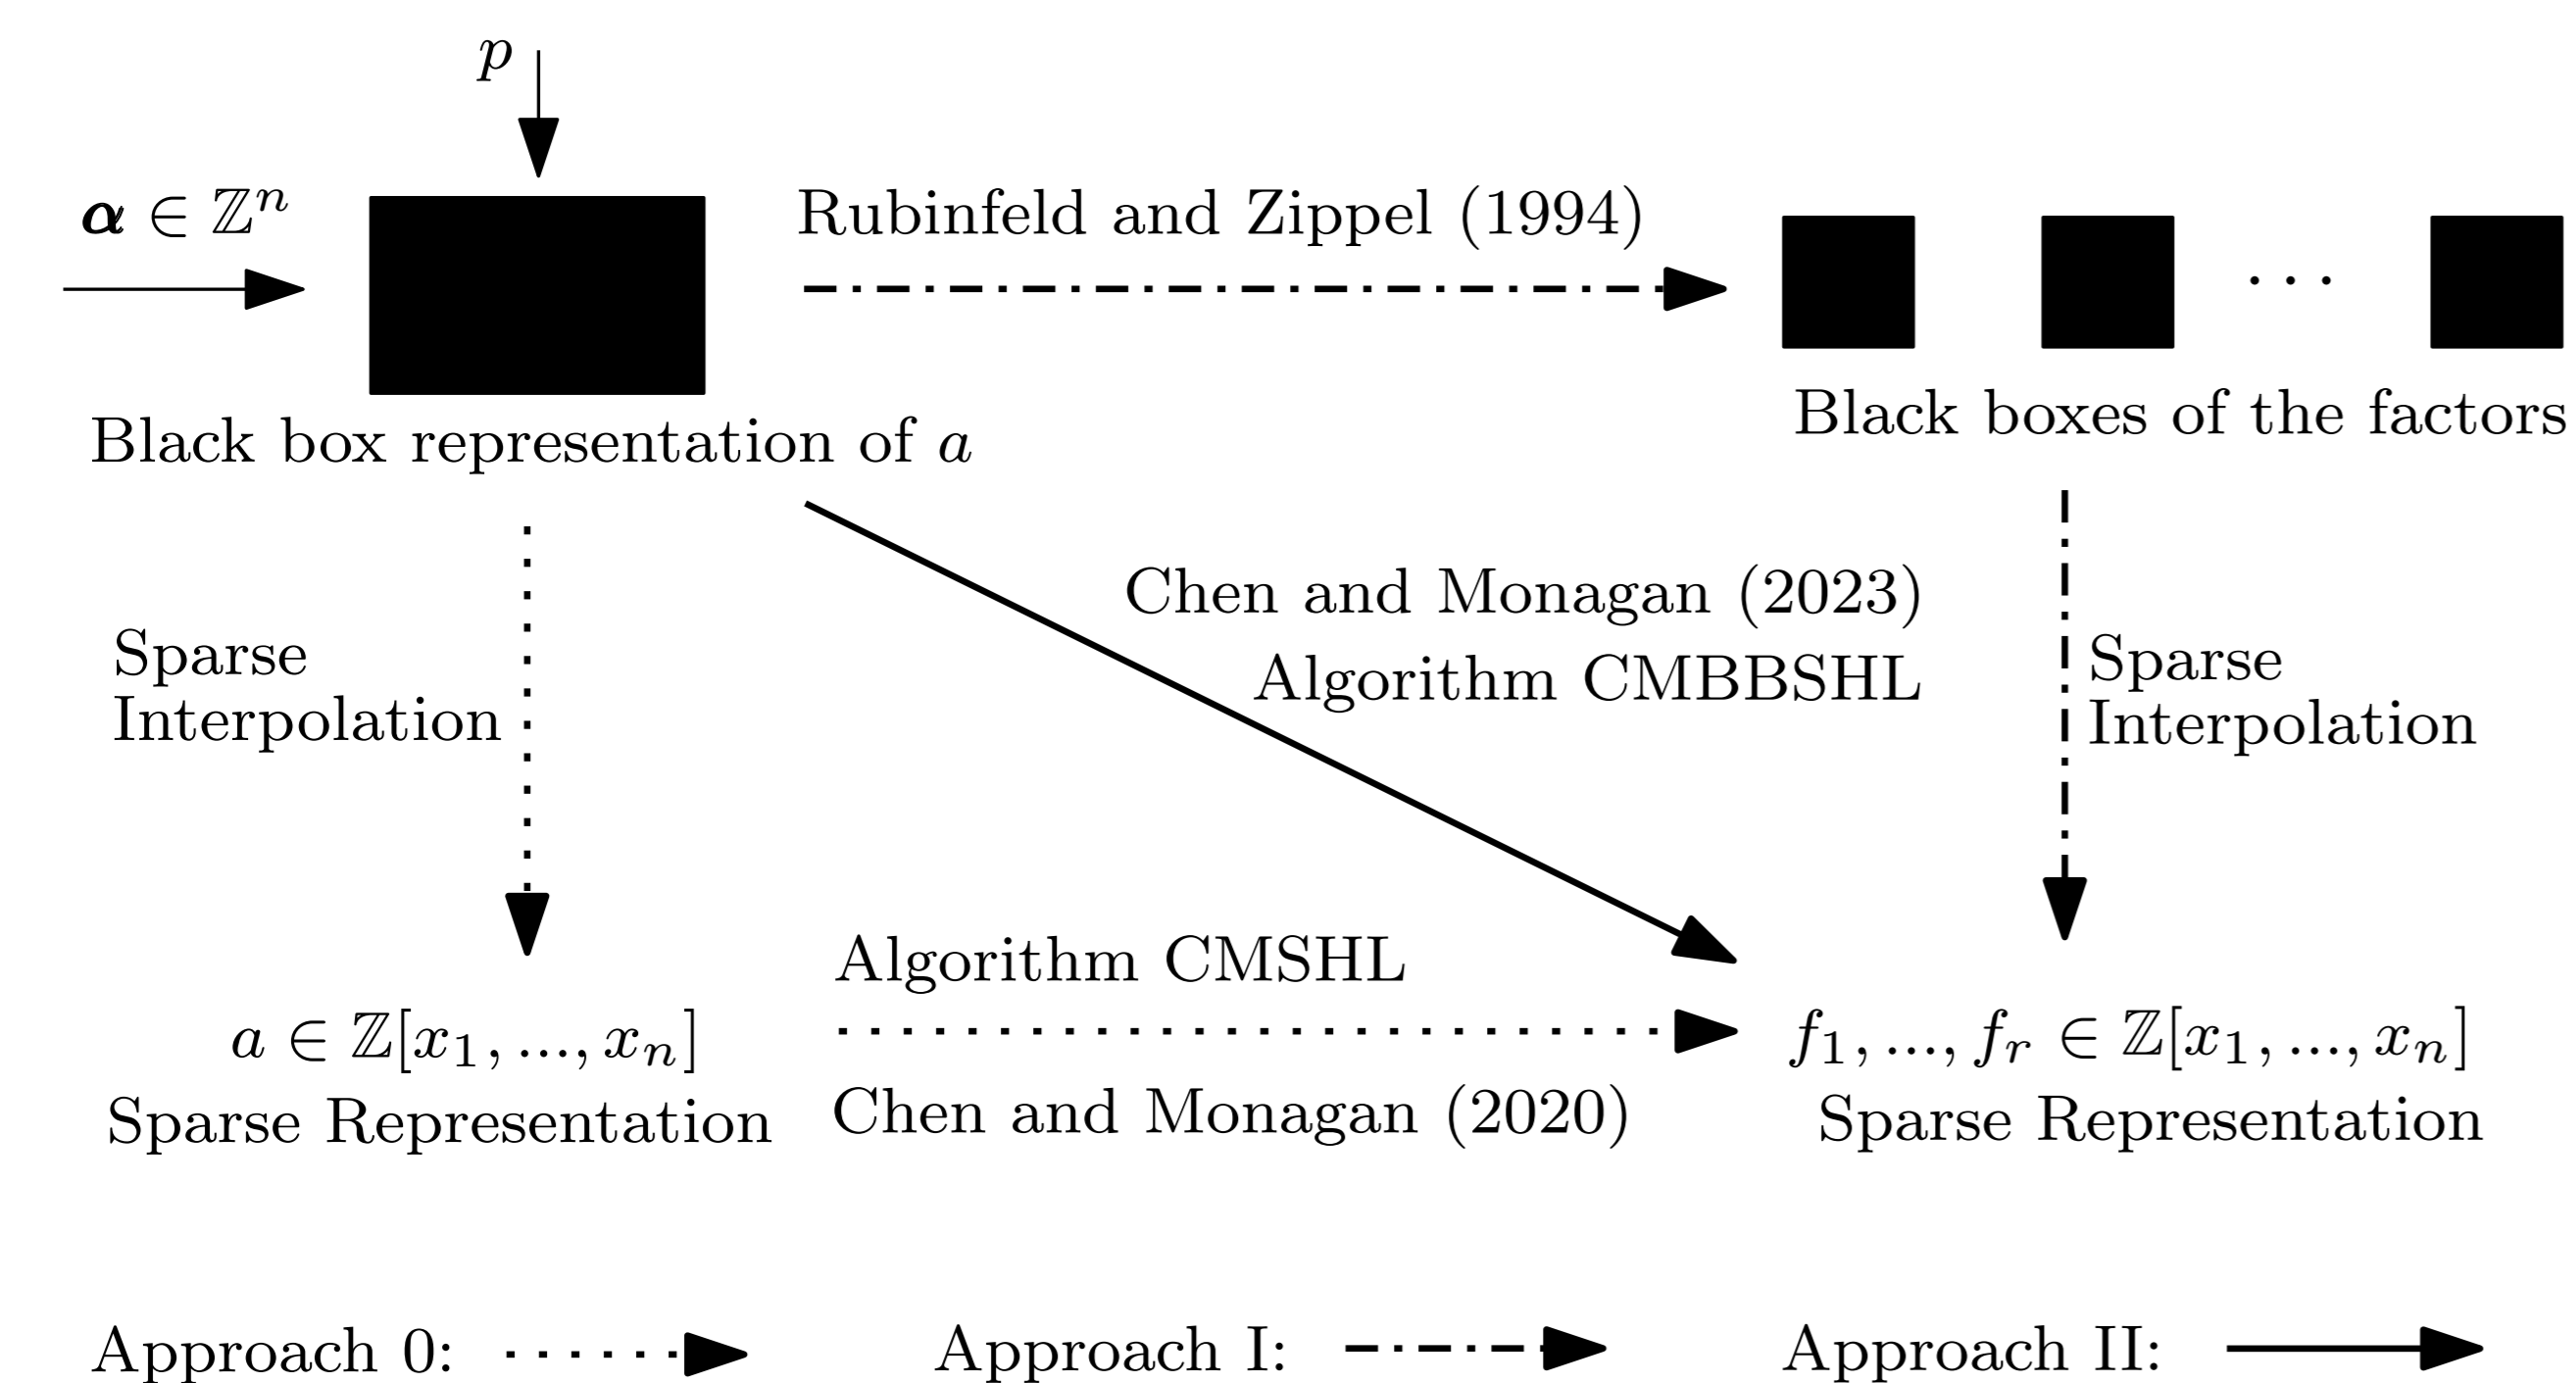 p
α ∈ ℤⁿ
Rubinfeld and Zippel (1994)
· · ·
Black box representation of a
Black boxes of the factors
Chen and Monagan (2023)
Algorithm CMBBSHL
Sparse
Interpolation
Sparse
Interpolation
Algorithm CMSHL
a ∈ ℤ[x₁, ..., xₙ]
Sparse Representation
Chen and Monagan (2020)
f₁, ..., fᵣ ∈ ℤ[x₁, ..., xₙ]
Sparse Representation
Approach 0:
Approach I:
Approach II: